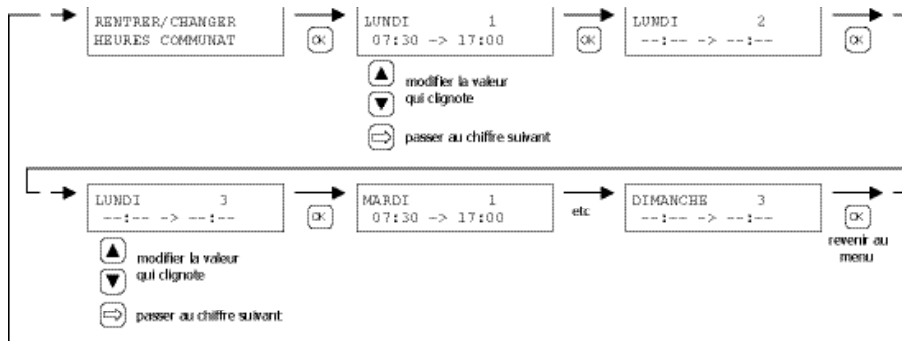 RENTRER/CHANGER
HEURES COMMUNAT
OK
LUNDI 1
07:30 -> 17:00
OK
LUNDI 2
--:-- -> --:--
OK
modifier la valeur
qui clignote
passer au chiffre suivant
LUNDI 3
--:-- -> --:--
OK
MARDI 1
07:30 -> 17:00
etc
DIMANCHE 3
--:-- -> --:--
OK
revenir au
menu
modifier la valeur
qui clignote
passer au chiffre suivant